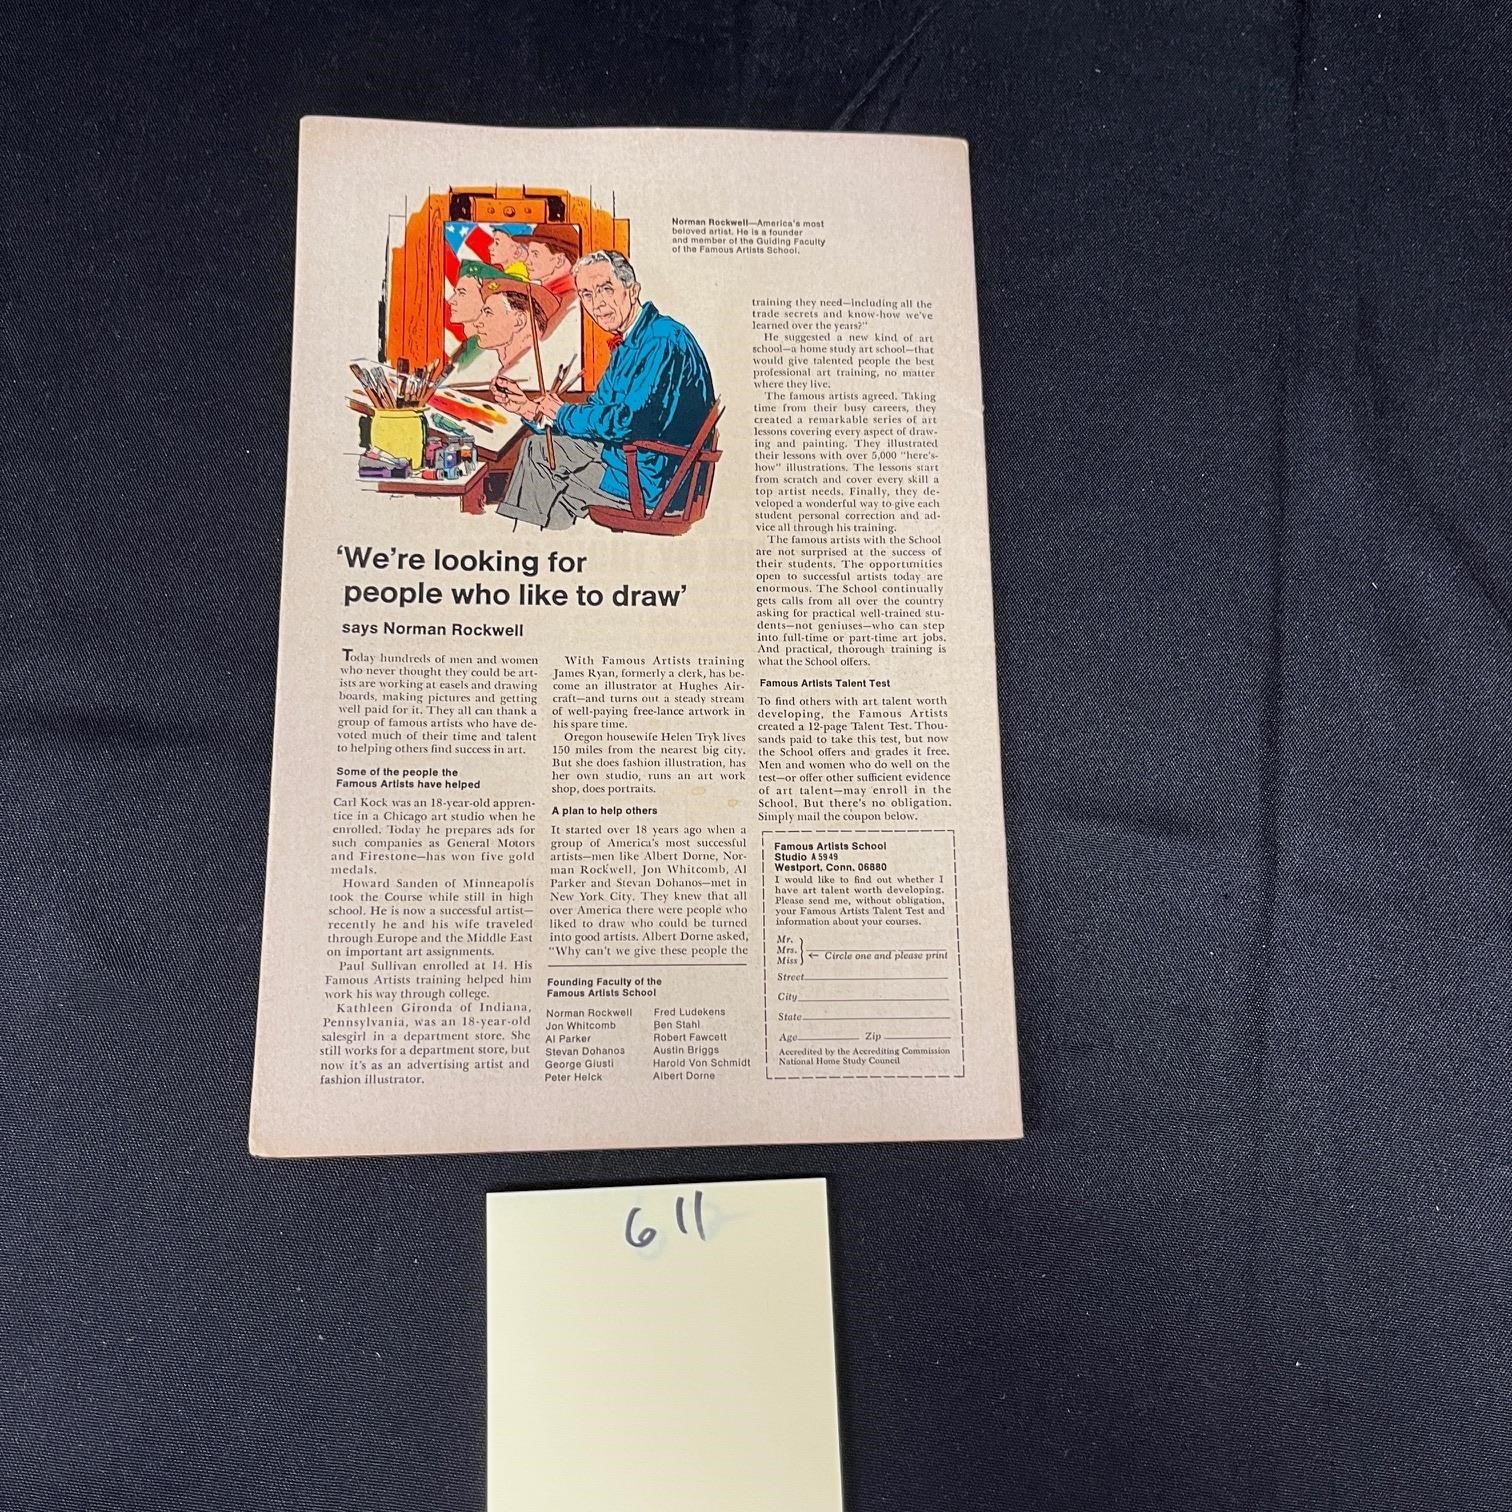 Norman Rockwell—America's most
beloved artist. He is a founder
and member of the Guiding Faculty
of the Famous Artists School.
'We're looking for
people who like to draw'
says Norman Rockwell
Today hundreds of men and women
who never thought they could be art-
ists are working at easels and drawing
boards, making pictures and getting
well paid for it. They all can thank a
group of famous artists who have de-
voted much of their time and talent
to helping others find success in art.
Some of the people the
Famous Artists have helped
Carl Kock was an 18-year-old appren-
tice in a Chicago art studio when he
enrolled. Today he prepares ads for
such companies as General Motors
and Firestone—has won five gold
medals.
Howard Sanden of Minneapolis
took the Course while still in high
school. He is now a successful artist—
recently he and his wife traveled
through Europe and the Middle East
on important art assignments.
Paul Sullivan enrolled at 14. His
Famous Artists training helped him
work his way through college.
Kathleen Gironda of Indiana,
Pennsylvania, was an 18-year-old
salesgirl in a department store. She
still works for a department store, but
now it's as an advertising artist and
fashion illustrator.
With Famous Artists training
James Ryan, formerly a clerk, has be-
come an illustrator at Hughes Air-
craft—and turns out a steady stream
of well-paying free-lance artwork in
his spare time.
Oregon housewife Helen Tryk lives
150 miles from the nearest big city.
But she does fashion illustration, has
her own studio, runs an art work
shop, does portraits.
A plan to help others
It started over 18 years ago when a
group of America's most successful
artists—men like Albert Dorne, Nor-
man Rockwell, Jon Whitcomb, Al
Parker and Stevan Dohanos—met in
New York City. They knew that all
over America there were people who
liked to draw who could be turned
into good artists. Albert Dorne asked,
"Why can't we give these people the
Founding Faculty of the
Famous Artists School
Norman Rockwell
Jon Whitcomb
Al Parker
Stevan Dohanos
George Giusti
Peter Helck
Fred Ludekens
Ben Stahl
Robert Fawcett
Austin Briggs
Harold Von Schmidt
Albert Dorne
training they need—including all the
trade secrets and know-how we've
learned over the years?"
He suggested a new kind of art
school—a home study art school—that
would give talented people the best
professional art training, no matter
where they live.
The famous artists agreed. Taking
time from their busy careers, they
created a remarkable series of art
lessons covering every aspect of draw-
ing and painting. They illustrated
their lessons with over 5,000 "here's-
how" illustrations. The lessons start
from scratch and cover every skill a
top artist needs. Finally, they de-
veloped a wonderful way to give each
student personal correction and ad-
vice all through his training.
The famous artists with the School
are not surprised at the success of
their students. The opportunities
open to successful artists today are
enormous. The School continually
gets calls from all over the country
asking for practical well-trained stu-
dents—not geniuses—who can step
into full-time or part-time art jobs.
And practical, thorough training is
what the School offers.
Famous Artists Talent Test
To find others with art talent worth
developing, the Famous Artists
created a 12-page Talent Test. Thou-
sands paid to take this test, but now
the School offers and grades it free.
Men and women who do well on the
test—or offer other sufficient evidence
of art talent—may enroll in the
School. But there's no obligation.
Simply mail the coupon below.
Famous Artists School
Studio A 5949
Westport, Conn. 06880
I would like to find out whether I
have art talent worth developing.
Please send me, without obligation,
your Famous Artists Talent Test and
information about your courses.
Mr.
Mrs.
Miss
← Circle one and please print
Street
City
State
Age Zip
Accredited by the Accrediting Commission
National Home Study Council
611